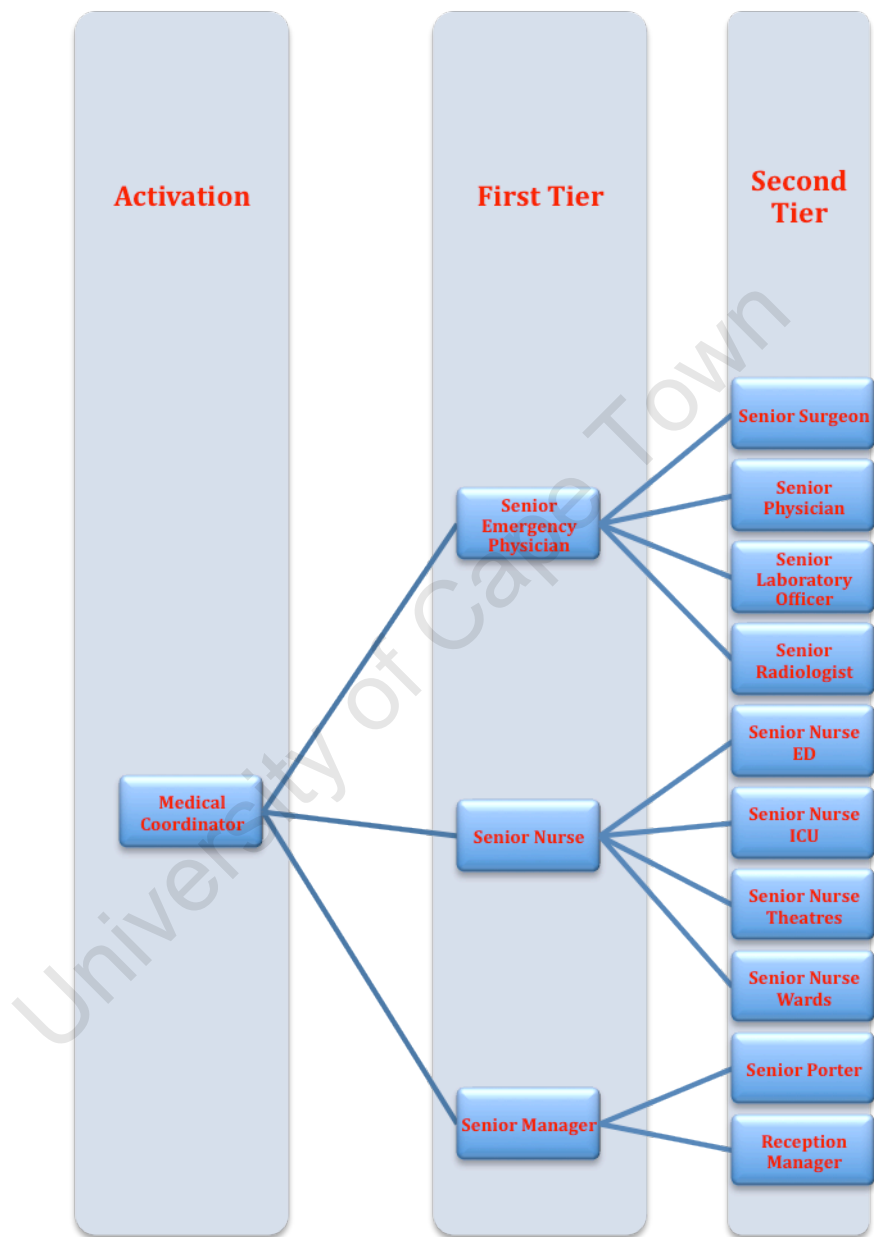 Activation
First Tier
Second
Tier
Senior Surgeon
Senior
Physician
Senior
Emergency
Physician
Senior
Laboratory
Officer
Senior
Radiologist
Senior Nurse
ED
Medical
Coordinator
Senior Nurse
Senior Nurse
ICU
Senior Nurse
Theatres
Senior Nurse
Wards
Senior Manager
Senior Porter
Reception
Manager
University of Cape Town